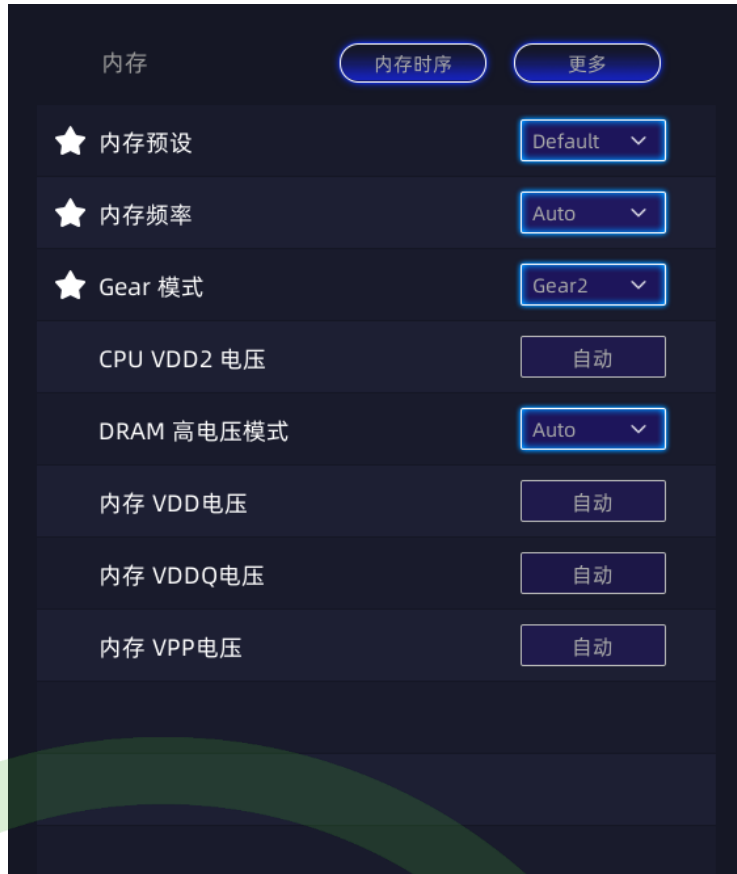 内存 内存时序 更多
内存预设 Default
内存频率 Auto
Gear 模式 Gear2
CPU VDD2 电压 自动
DRAM 高电压模式 Auto
内存 VDD电压 自动
内存 VDDQ电压 自动
内存 VPP电压 自动